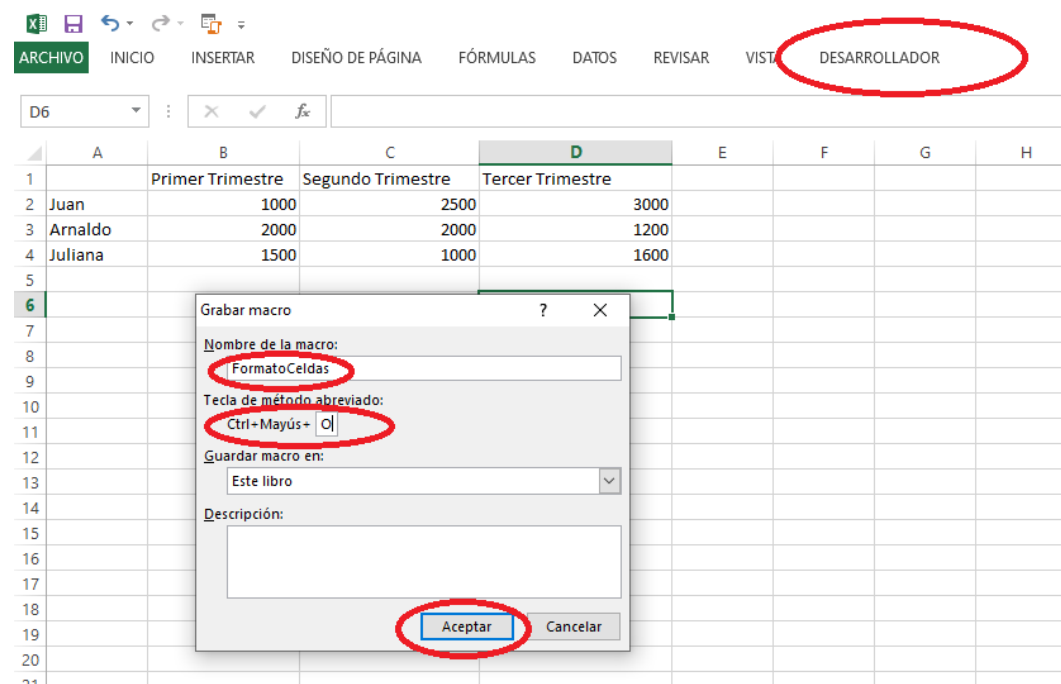 ARCHIVO INICIO INSERTAR DISEÑO DE PÁGINA FÓRMULAS DATOS REVISAR VISTA DESARROLLADOR
D6 fx
A B C D E F G H
1 Primer Trimestre Segundo Trimestre Tercer Trimestre
2 Juan 1000 2500 3000
3 Arnaldo 2000 2000 1200
4 Juliana 1500 1000 1600
5
6
7
8
9
10
11
12
13
14
15
16
17
18
19
20
21
Grabar macro ?
Nombre de la macro:
FormatoCeldas
Tecla de método abreviado:
Ctrl+Mayús+ O
Guardar macro en:
Este libro
Descripción:
Aceptar Cancelar